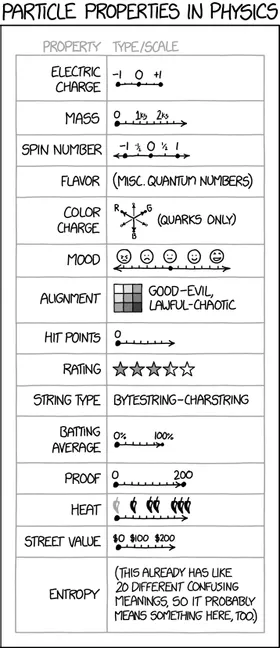 PARTICLE PROPERTIES IN PHYSICS
PROPERTY TYPE/SCALE
ELECTRIC CHARGE
-1 0 +1
MASS
0 1KG 2KG
SPIN NUMBER
-1 -½ 0 ½ 1
FLAVOR
(MISC. QUANTUM NUMBERS)
COLOR CHARGE
R G
B
(QUARKS ONLY)
MOOD
ALIGNMENT
GOOD-EVIL,
LAWFUL-CHAOTIC
HIT POINTS
0
RATING
STRING TYPE
BYTESTRING-CHARSTRING
BATTING AVERAGE
0% 100%
PROOF
0 200
HEAT
STREET VALUE
$0 $100 $200
ENTROPY
(THIS ALREADY HAS LIKE
20 DIFFERENT CONFUSING
MEANINGS, SO IT PROBABLY
MEANS SOMETHING HERE, TOO.)